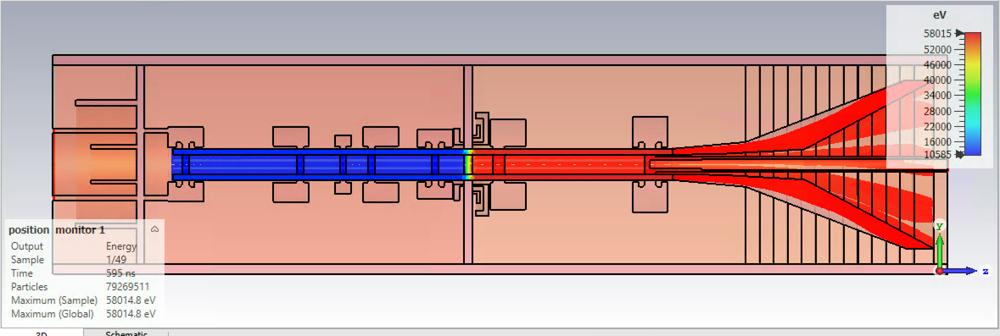 eV
58015
52000
46000
40000
34000
28000
22000
16000
10585
position monitor 1
Output Energy
Sample 1/49
Time 595 ns
Particles 79269511
Maximum (Sample) 58014.8 eV
Maximum (Global) 58014.8 eV
y
z
3D Schematic